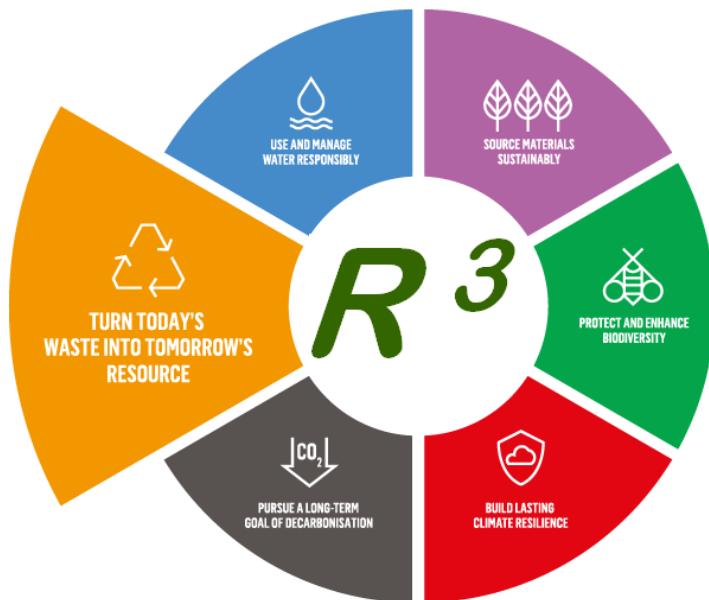 USE AND MANAGE
WATER RESPONSIBLY
SOURCE MATERIALS
SUSTAINABLY
TURN TODAY'S
WASTE INTO TOMORROW'S
RESOURCE
R³
PROTECT AND ENHANCE
BIODIVERSITY
CO₂
PURSUE A LONG-TERM
GOAL OF DECARBONISATION
BUILD LASTING
CLIMATE RESILIENCE